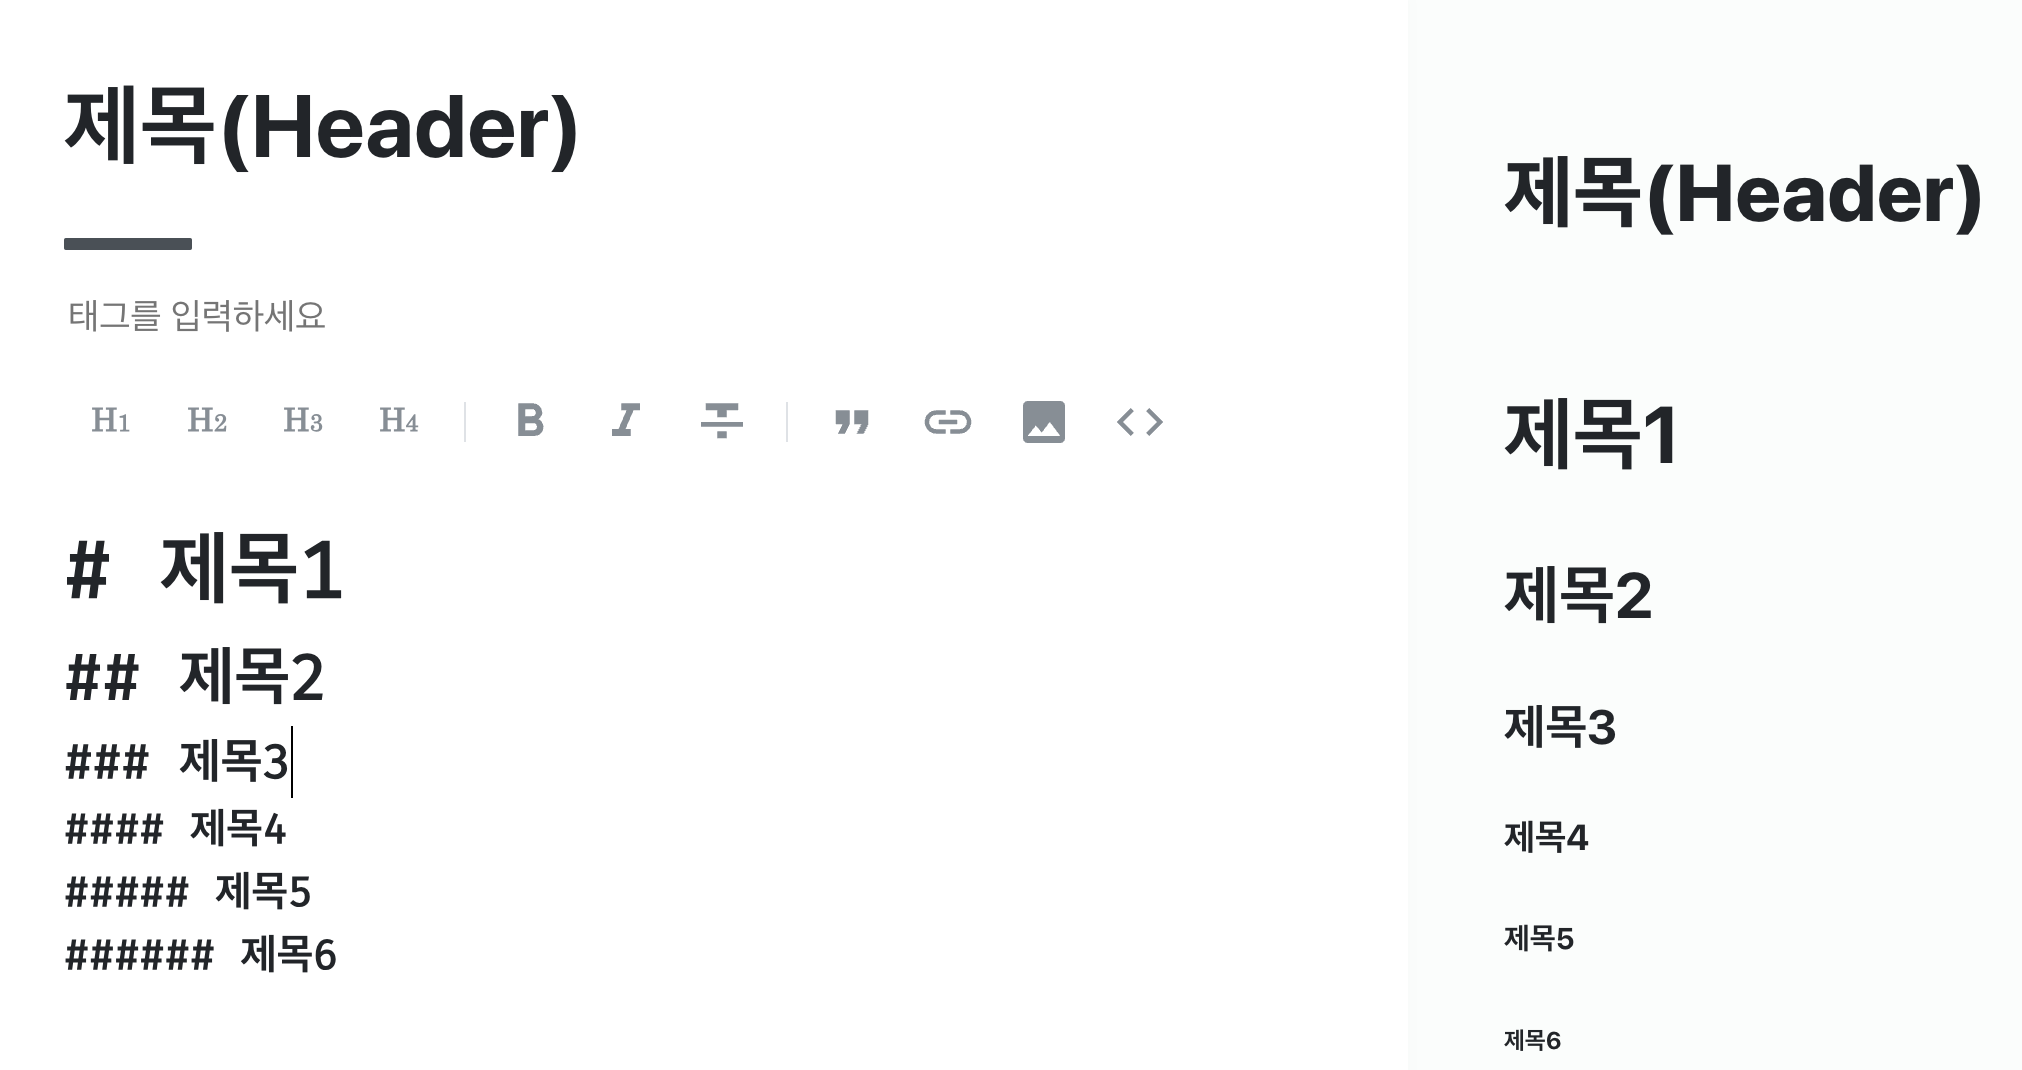 제목(Header)
태그를 입력하세요
H1 H2 H3 H4 B I T
# 제목1
## 제목2
### 제목3
#### 제목4
##### 제목5
###### 제목6
제목(Header)
제목1
제목2
제목3
제목4
제목5
제목6